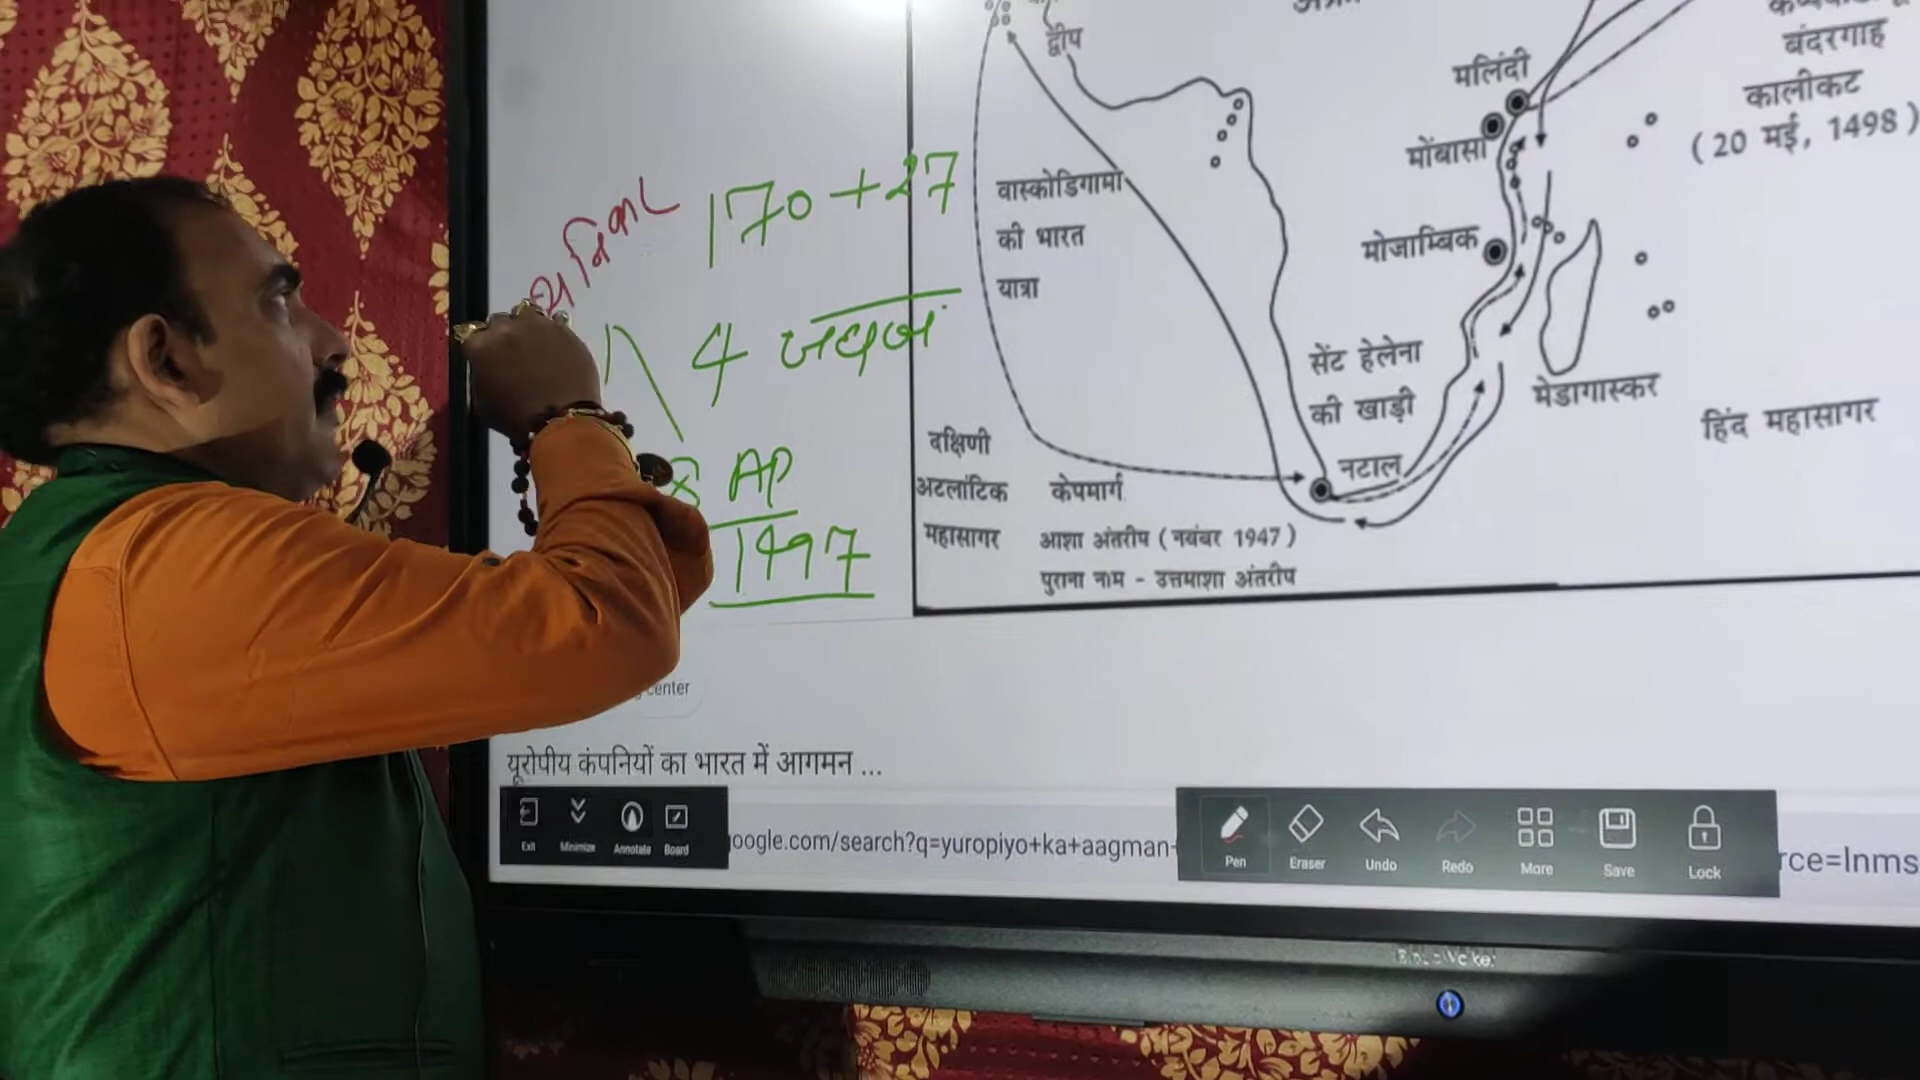 द्वीप
मलिंदी
मोंबासा
बंदरगाह
कालीकट
(20 मई, 1498)
170 + 27
4 जहाज
8 AP
1497
वास्कोडिगामा
की भारत
यात्रा
मोजाम्बिक
सेंट हेलेना
की खाड़ी
मेडागास्कर
हिंद महासागर
नटाल
दक्षिणी
अटलांटिक
महासागर
केपमार्ग
आशा अंतरीप (नवंबर 1947)
पुराना नाम - उत्तमाशा अंतरीप
center
यूरोपीय कंपनियों का भारत में आगमन ...
google.com/search?q=yuropiyo+ka+aagman-
rce=lnms
Exit
Minimize
Annotate
Board
Pen
Eraser
Undo
Redo
More
Save
Lock